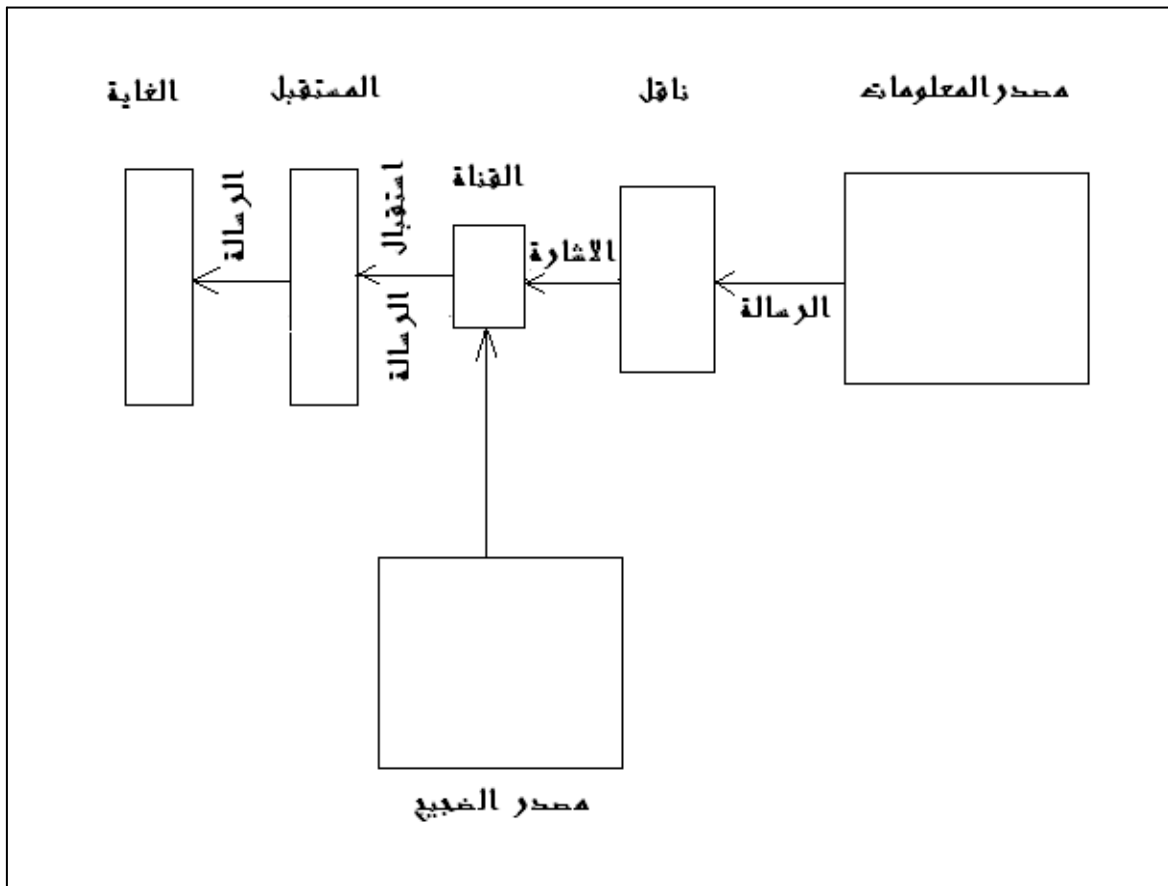 مصدر المعلومات
ناقل
المستقبل
الغاية
القناة
الرسالة
الاشارة
استقبال
الرسالة
الرسالة
مصدر الضجيج